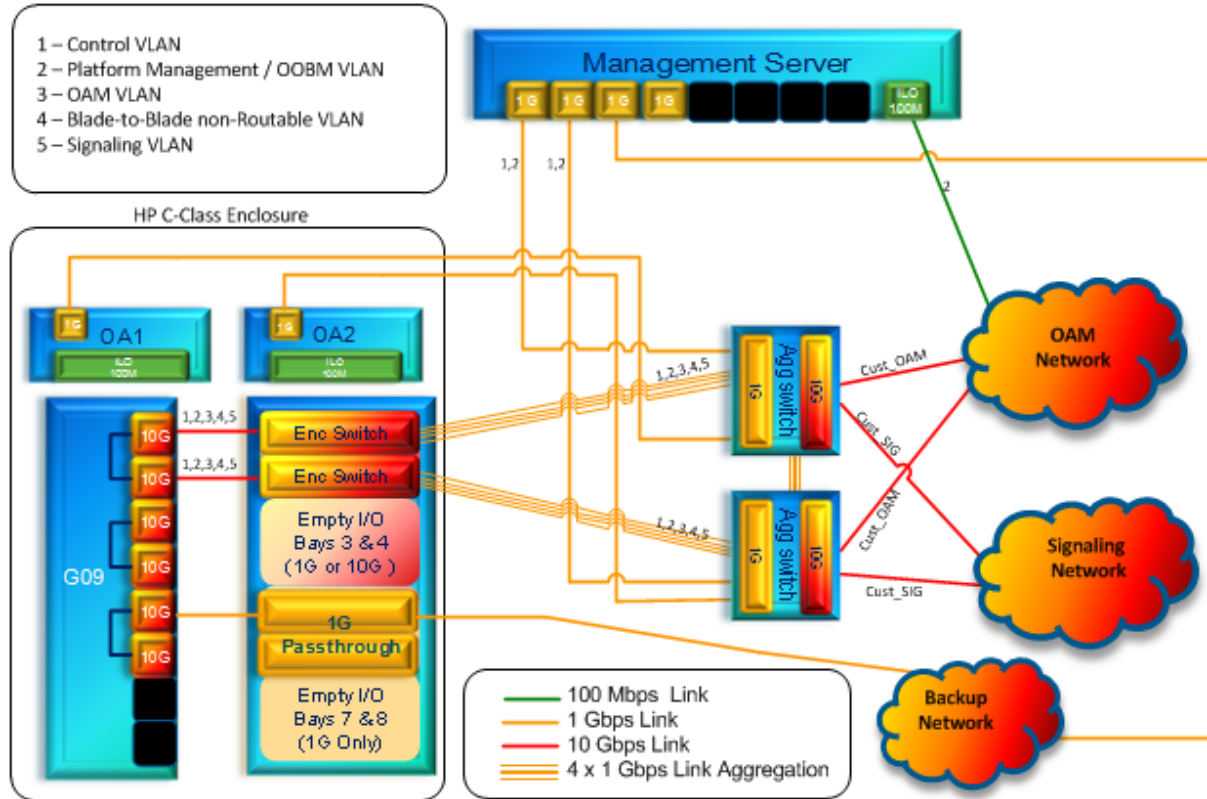 1 – Control VLAN
2 – Platform Management / OOBM VLAN
3 – OAM VLAN
4 – Blade-to-Blade non-Routable VLAN
5 – Signaling VLAN
Management Server
1G
1G
1G
1G
ILO
100M
1,2
1,2
2
HP C-Class Enclosure
1G
OA1
ILO
100M
1G
OA2
ILO
100M
G09
10G
10G
10G
10G
10G
10G
1,2,3,4,5
1,2,3,4,5
Enc Switch
Enc Switch
Empty I/O
Bays 3 & 4
(1G or 10G )
1G
Passthrough
Empty I/O
Bays 7 & 8
(1G Only)
1,2,3,4,5
1,2,3,4,5
1G
Agg switch
10G
1G
Agg switch
10G
Cust_OAM
Cust_SIG
Cust_OAM
Cust_SIG
OAM
Network
Signaling
Network
Backup
Network
100 Mbps Link
1 Gbps Link
10 Gbps Link
4 x 1 Gbps Link Aggregation